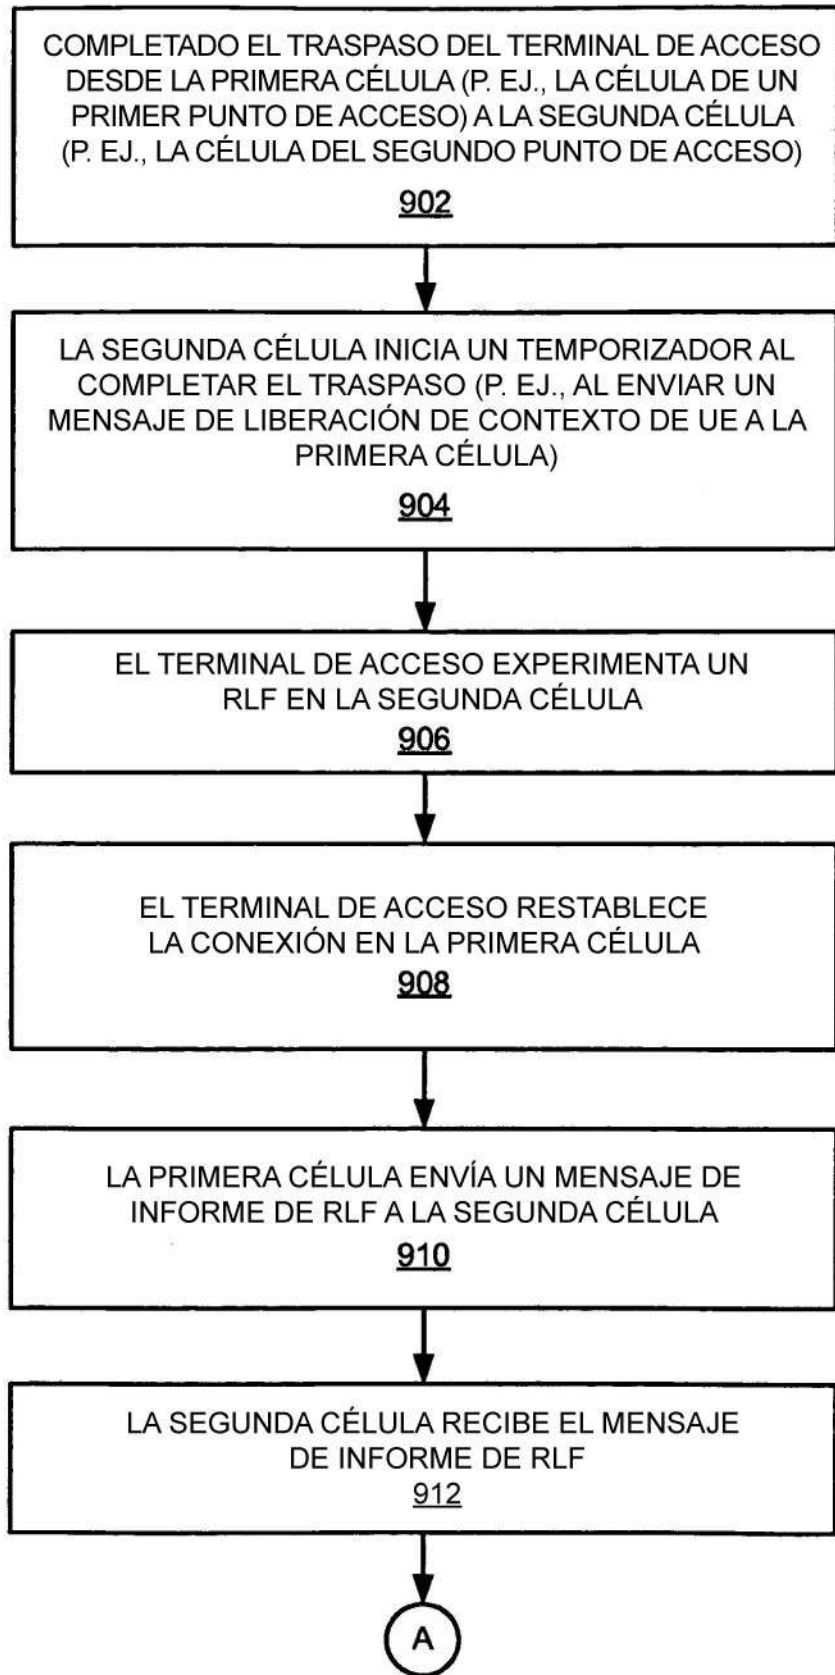 COMPLETADO EL TRASPASO DEL TERMINAL DE ACCESO
DESDE LA PRIMERA CÉLULA (P. EJ., LA CÉLULA DE UN
PRIMER PUNTO DE ACCESO) A LA SEGUNDA CÉLULA
(P. EJ., LA CÉLULA DEL SEGUNDO PUNTO DE ACCESO)
902
LA SEGUNDA CÉLULA INICIA UN TEMPORIZADOR AL
COMPLETAR EL TRASPASO (P. EJ., AL ENVIAR UN
MENSAJE DE LIBERACIÓN DE CONTEXTO DE UE A LA
PRIMERA CÉLULA)
904
EL TERMINAL DE ACCESO EXPERIMENTA UN
RLF EN LA SEGUNDA CÉLULA
906
EL TERMINAL DE ACCESO RESTABLECE
LA CONEXIÓN EN LA PRIMERA CÉLULA
908
LA PRIMERA CÉLULA ENVÍA UN MENSAJE DE
INFORME DE RLF A LA SEGUNDA CÉLULA
910
LA SEGUNDA CÉLULA RECIBE EL MENSAJE
DE INFORME DE RLF
912
A